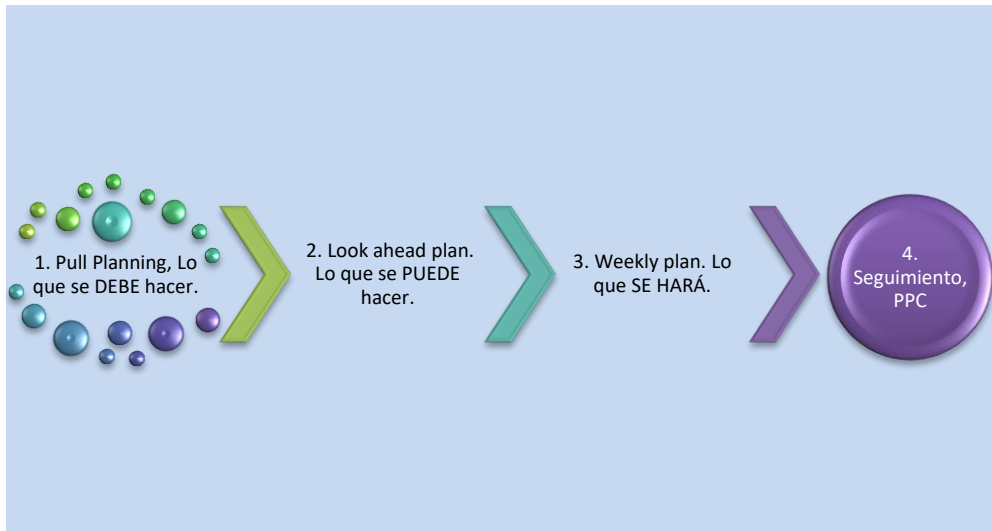 1. Pull Planning, Lo
que se DEBE hacer.
2. Look ahead plan.
Lo que se PUEDE
hacer.
3. Weekly plan. Lo
que SE HARÁ.
4.
Seguimiento,
PPC